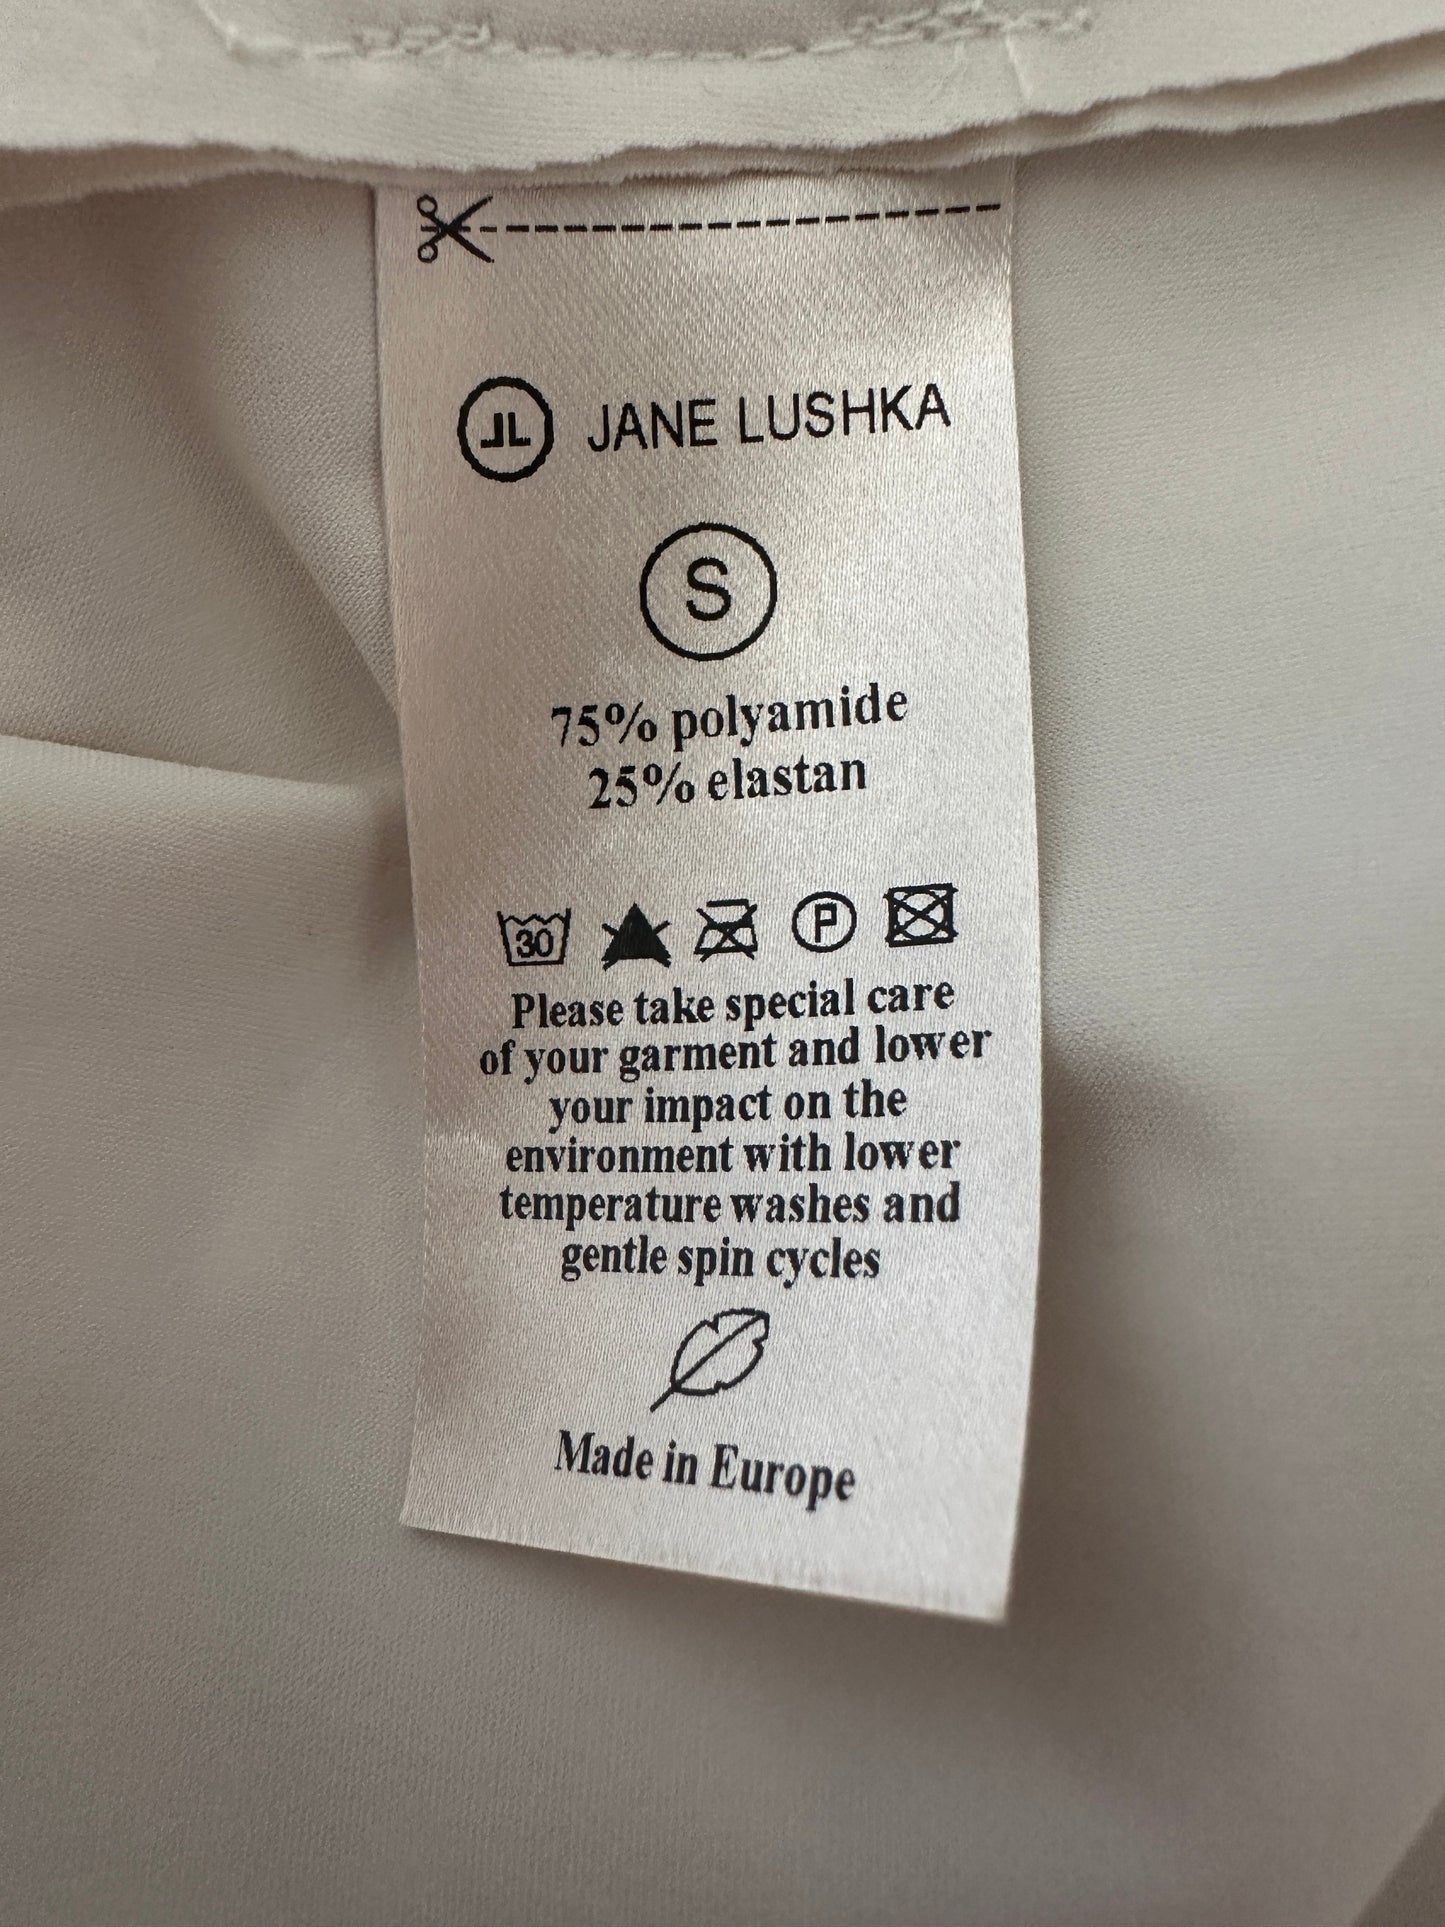 JL JANE LUSHKA
S
75% polyamide
25% elastan
30 P
Please take special care
of your garment and lower
your impact on the
environment with lower
temperature washes and
gentle spin cycles
Made in Europe